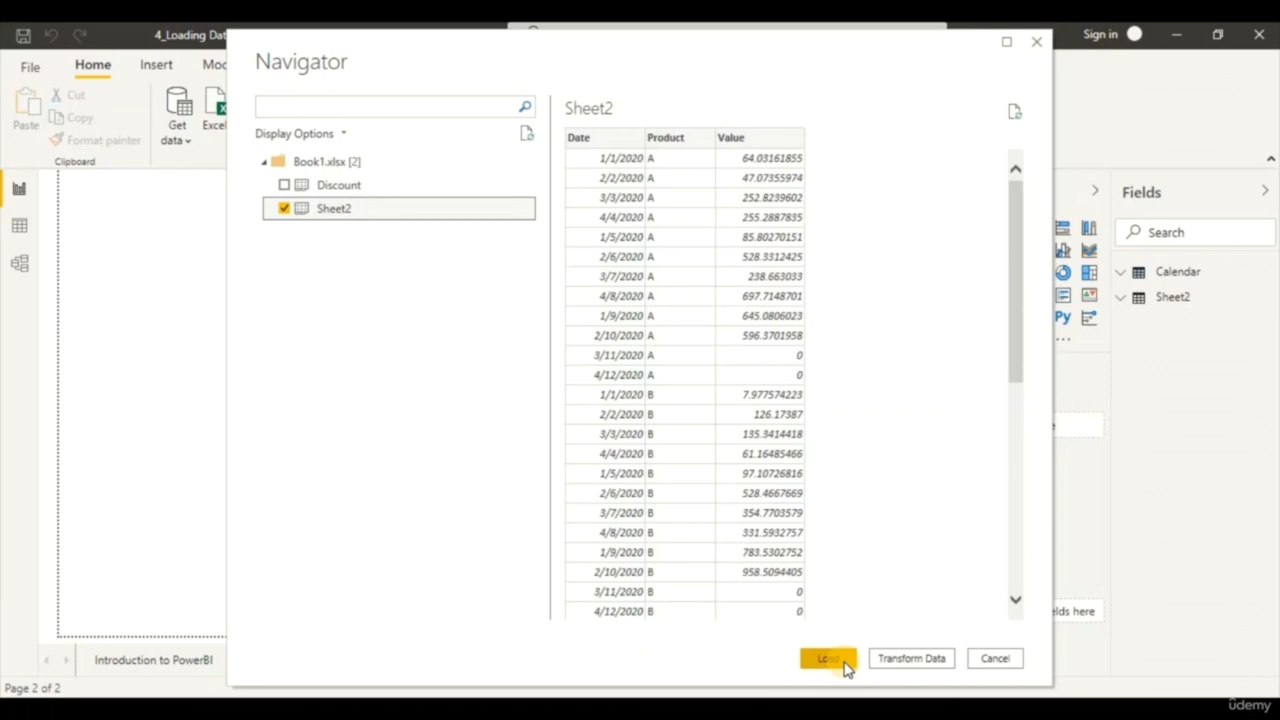 4_Loading Dat
Sign in
File
Home
Insert
Mod
Paste
Cut
Copy
Format painter
Clipboard
Get
data
Excel
Navigator
Display Options
Book1.xlsx [2]
Discount
Sheet2
Sheet2
Date Product Value
1/1/2020 A 64.03161855
2/2/2020 A 47.07355974
3/3/2020 A 252.8239602
4/4/2020 A 255.2887835
1/5/2020 A 85.80270151
2/6/2020 A 528.3312425
3/7/2020 A 238.663033
4/8/2020 A 697.7148701
1/9/2020 A 645.0806023
2/10/2020 A 596.3701958
3/11/2020 A 0
4/12/2020 A 0
1/1/2020 B 7.977574223
2/2/2020 B 126.17387
3/3/2020 B 135.3414418
4/4/2020 B 61.16485466
1/5/2020 B 97.10726816
2/6/2020 B 528.4667669
3/7/2020 B 354.7703579
4/8/2020 B 331.5932757
1/9/2020 B 783.5302752
2/10/2020 B 958.5094405
3/11/2020 B 0
4/12/2020 B 0
Load
Transform Data
Cancel
Fields
Search
Calendar
Sheet2
Py
e
elds here
Introduction to PowerBI
Page 2 of 2
ûdemy